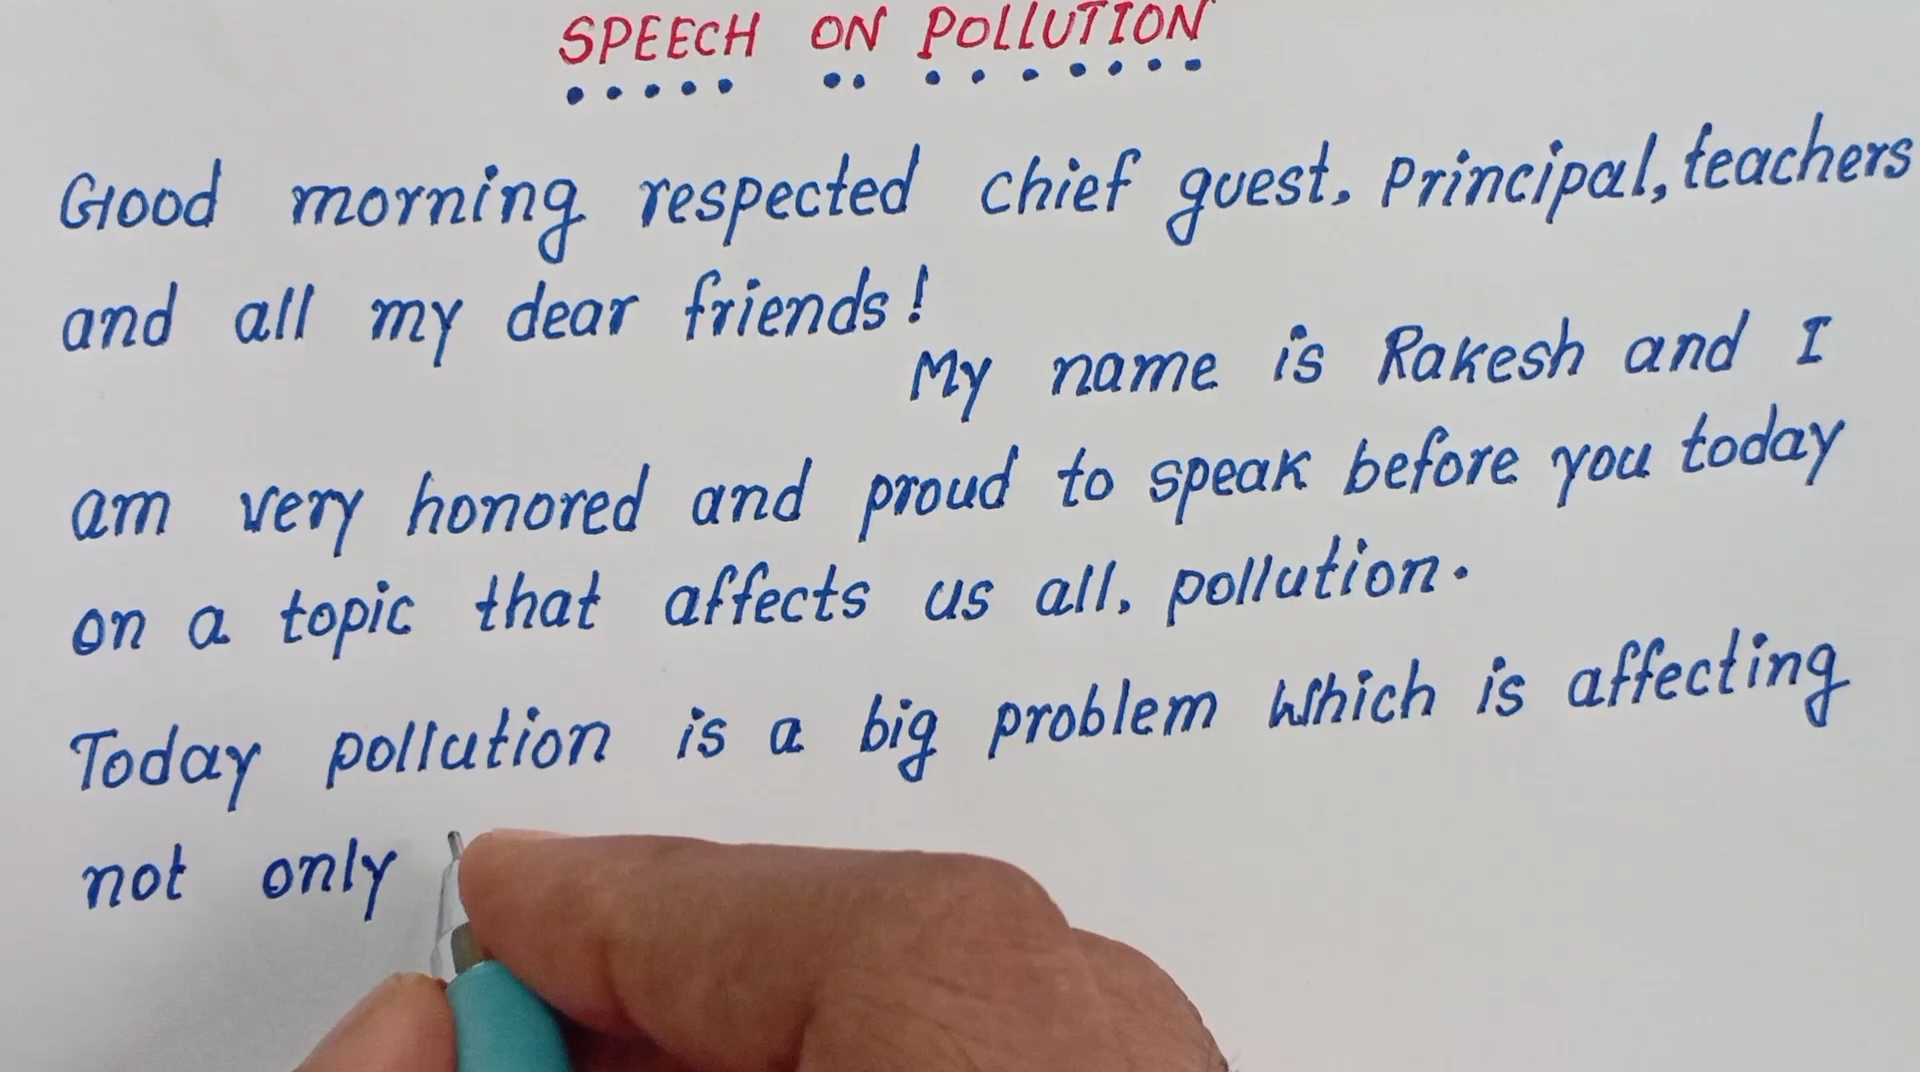 SPEECH ON POLLUTION
Good morning respected chief guest, Principal, teachers
and all my dear friends!
My name is Rakesh and I
am very honored and proud to speak before you today
on a topic that affects us all, pollution.
Today pollution is a big problem which is affecting
not only